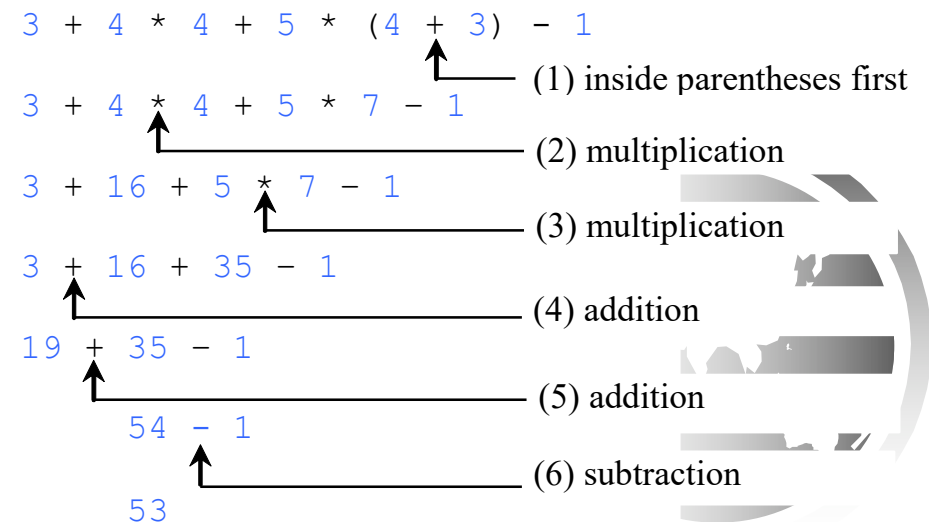 3 + 4 * 4 + 5 * (4 + 3) - 1
(1) inside parentheses first
3 + 4 * 4 + 5 * 7 – 1
(2) multiplication
3 + 16 + 5 * 7 – 1
(3) multiplication
3 + 16 + 35 – 1
(4) addition
19 + 35 – 1
(5) addition
54 - 1
(6) subtraction
53